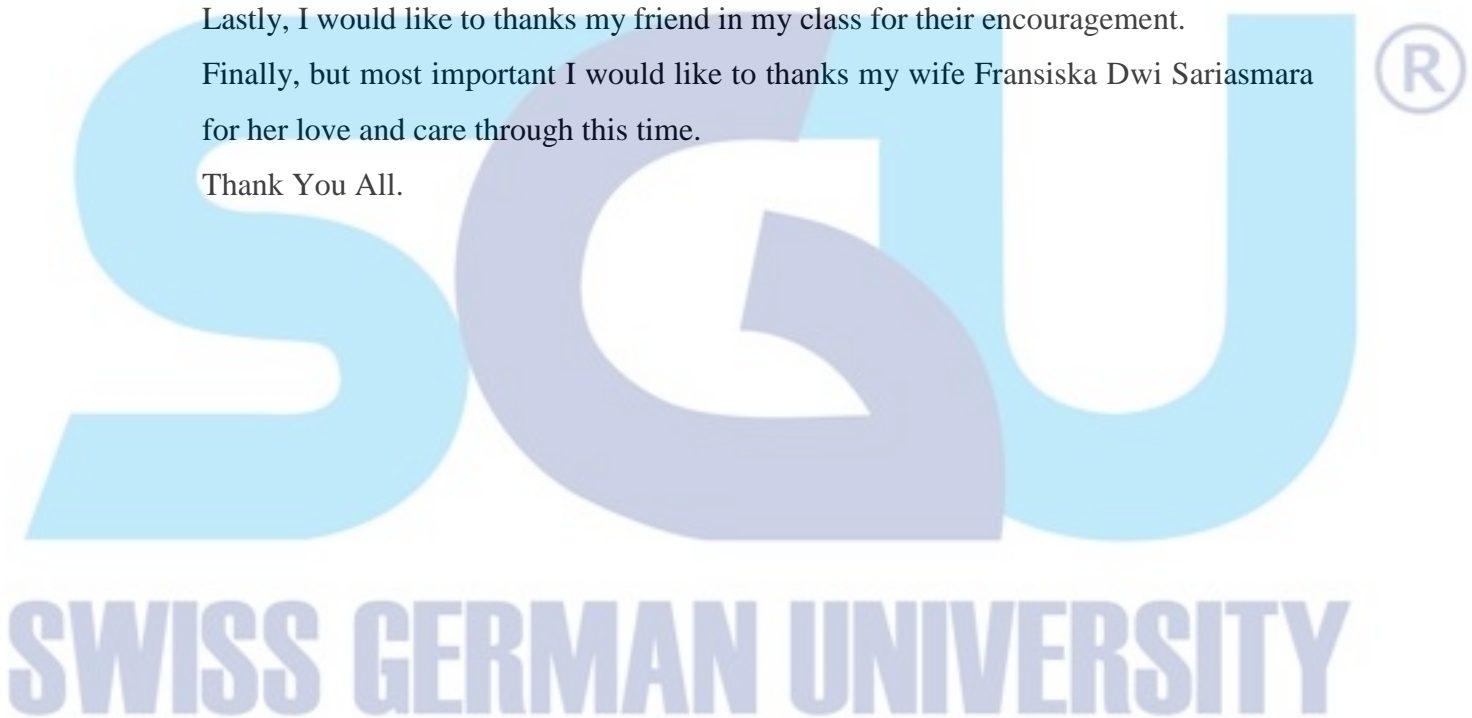 Lastly, I would like to thanks my friend in my class for their encouragement.
Finally, but most important I would like to thanks my wife Fransiska Dwi Sariasmara
for her love and care through this time.
Thank You All.
SGU ®
SWISS GERMAN UNIVERSITY